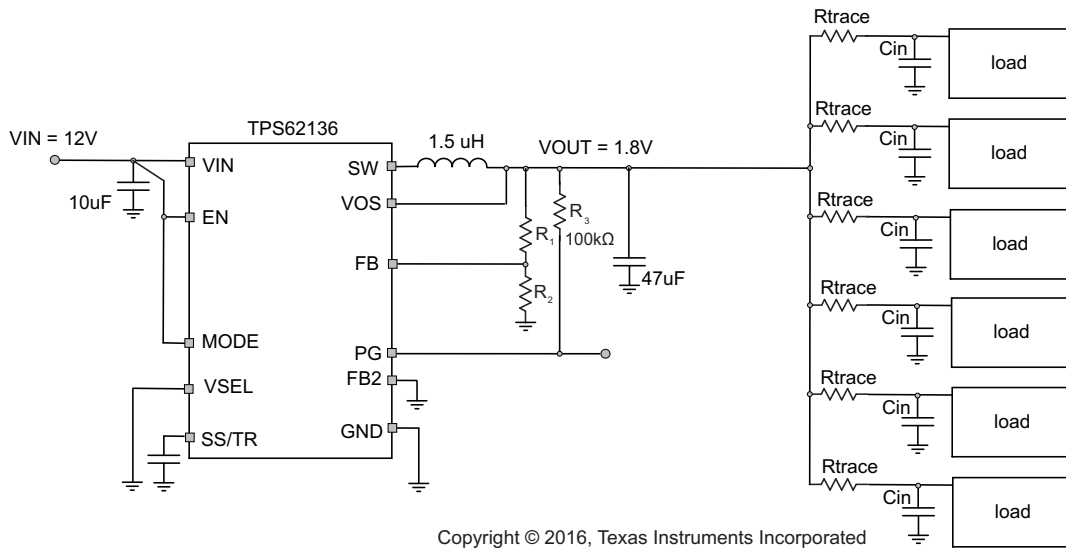 TPS62136
VIN = 12V
10uF
VIN
EN
MODE
VSEL
SS/TR
SW
VOS
FB
PG
FB2
GND
1.5 uH
VOUT = 1.8V
R1
R2
R3
100kΩ
47uF
Rtrace
Cin
load
Rtrace
Cin
load
Rtrace
Cin
load
Rtrace
Cin
load
Rtrace
Cin
load
Rtrace
Cin
load
Copyright © 2016, Texas Instruments Incorporated